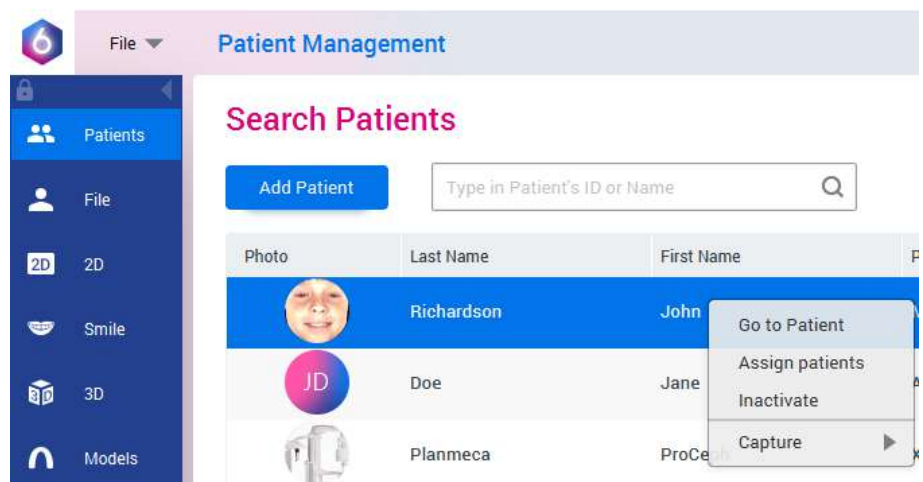 6 File Patient Management
Search Patients
Patients
Add Patient Type in Patient's ID or Name
File
Photo Last Name First Name P
2D 2D
Richardson John
Go to Patient
Smile
Assign patients
JD Doe Jane
Inactivate
3D 3D
Capture
Models
Planmeca